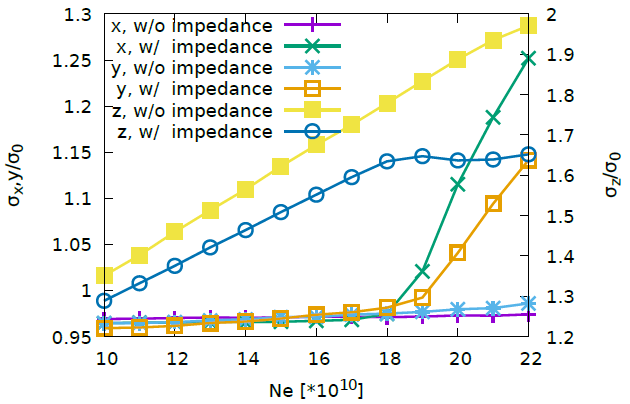 x, w/o impedance
x, w/  impedance
y, w/o impedance
y, w/  impedance
z, w/o impedance
z, w/  impedance
1.3
1.25
1.2
1.15
1.1
1.05
1
0.95
σx,y/σ0
2
1.9
1.8
1.7
1.6
1.5
1.4
1.3
1.2
σz/σ0
10 12 14 16 18 20 22
Ne [*10^10]